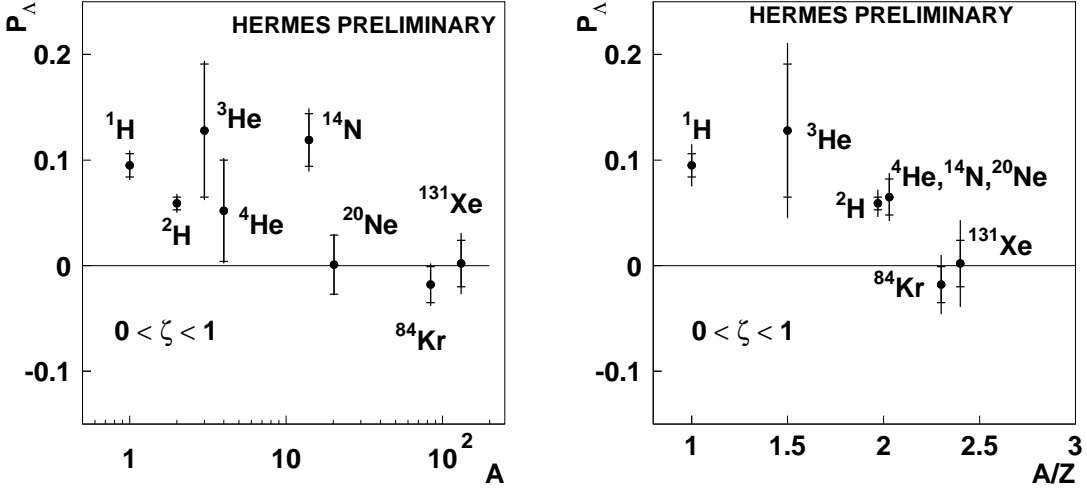 P_Λ
HERMES PRELIMINARY
0.2
0.1
0
-0.1
¹H
²H
³He
⁴He
¹⁴N
²⁰Ne
¹³¹Xe
⁸⁴Kr
0 < ζ < 1
1
10
10²
A
P_Λ
HERMES PRELIMINARY
0.2
0.1
0
-0.1
¹H
³He
²H
⁴He,¹⁴N,²⁰Ne
¹³¹Xe
⁸⁴Kr
0 < ζ < 1
1
1.5
2
2.5
3
A/Z